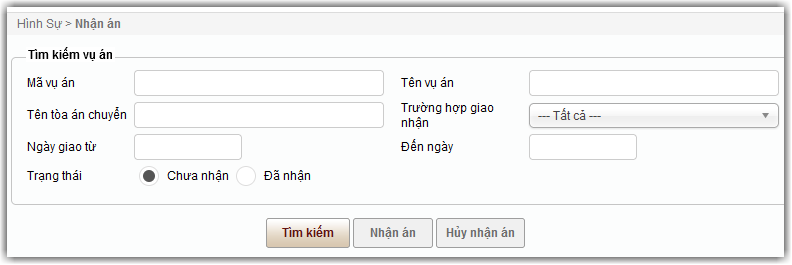 Hình Sự > Nhận án
Tìm kiếm vụ án
Mã vụ án
Tên vụ án
Tên tòa án chuyển
Trường hợp giao
nhận
--- Tất cả ---
Ngày giao từ
Đến ngày
Trạng thái
Chưa nhận
Đã nhận
Tìm kiếm
Nhận án
Hủy nhận án